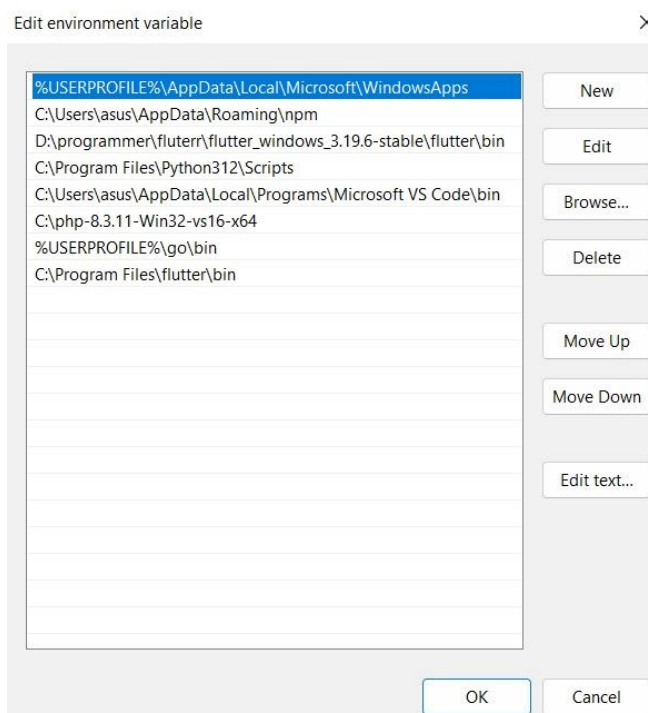 Edit environment variable
%USERPROFILE%\AppData\Local\Microsoft\WindowsApps
C:\Users\asus\AppData\Roaming\npm
D:\programmer\fluterr\flutter_windows_3.19.6-stable\flutter\bin
C:\Program Files\Python312\Scripts
C:\Users\asus\AppData\Local\Programs\Microsoft VS Code\bin
C:\php-8.3.11-Win32-vs16-x64
%USERPROFILE%\go\bin
C:\Program Files\flutter\bin
New
Edit
Browse...
Delete
Move Up
Move Down
Edit text...
OK
Cancel